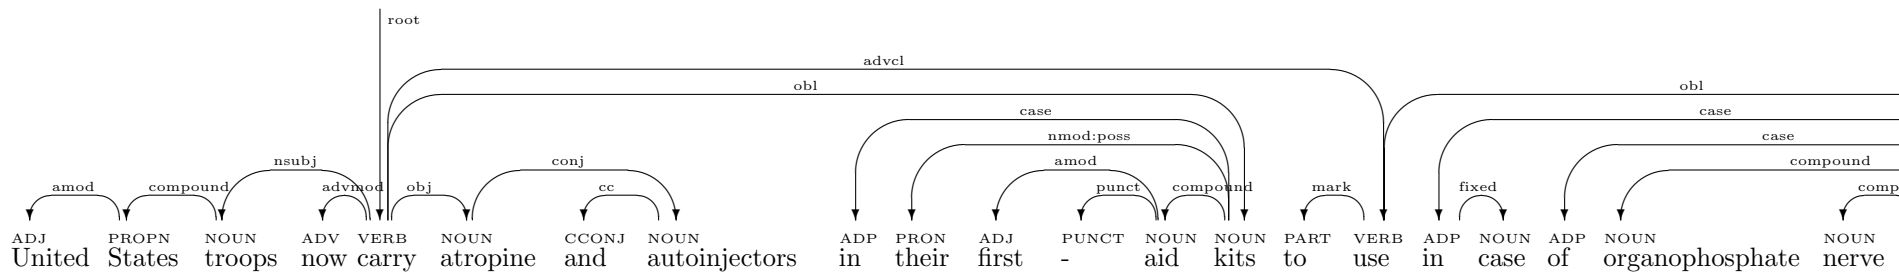 root
advcl
obl obl
case case
nmod:poss case
nsubj conj amod compound
amod compound advmod obj cc punct compound mark fixed comp
ADJ PROPN NOUN ADV VERB NOUN CCONJ NOUN ADP PRON ADJ PUNCT NOUN NOUN PART VERB ADP NOUN ADP NOUN NOUN
United States troops now carry atropine and autoinjectors in their first - aid kits to use in case of organophosphate nerve